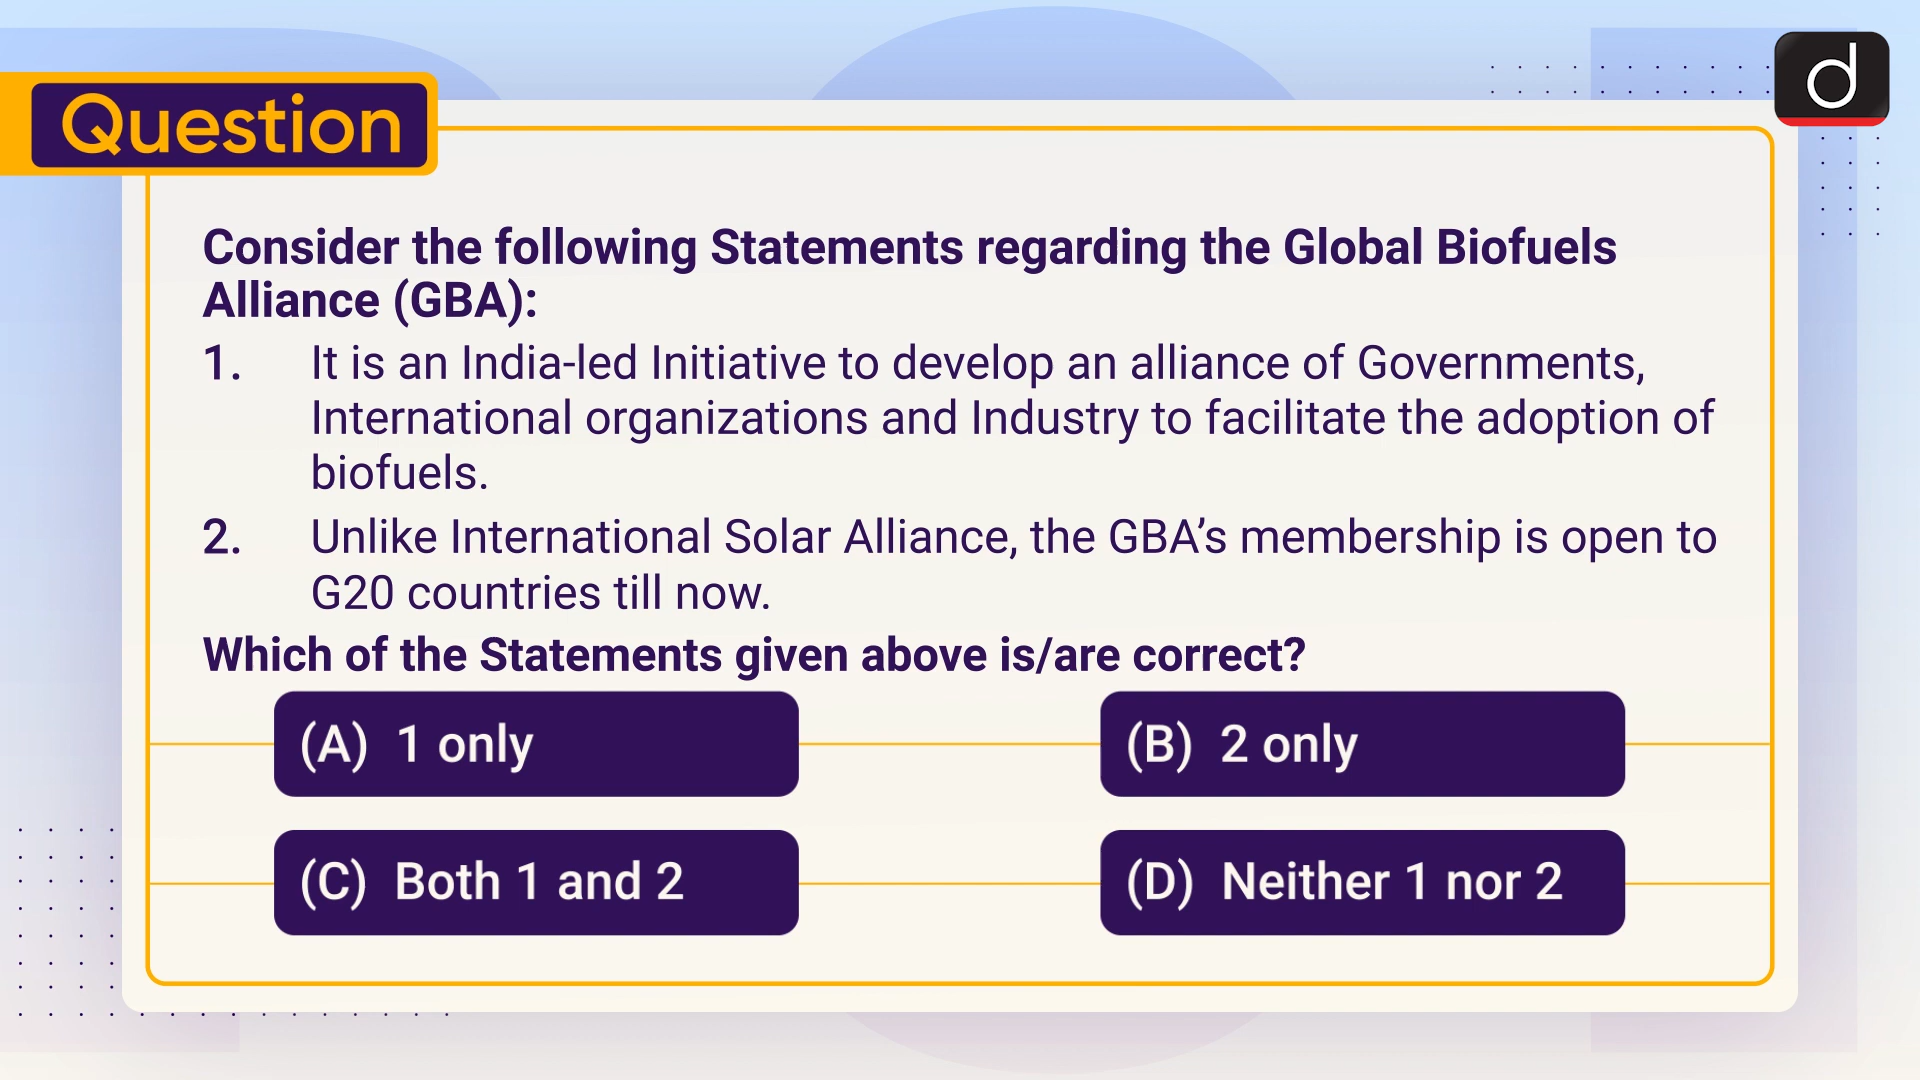 Question
d
Consider the following Statements regarding the Global Biofuels
Alliance (GBA):
1. It is an India-led Initiative to develop an alliance of Governments,
International organizations and Industry to facilitate the adoption of
biofuels.
2. Unlike International Solar Alliance, the GBA’s membership is open to
G20 countries till now.
Which of the Statements given above is/are correct?
(A) 1 only
(B) 2 only
(C) Both 1 and 2
(D) Neither 1 nor 2